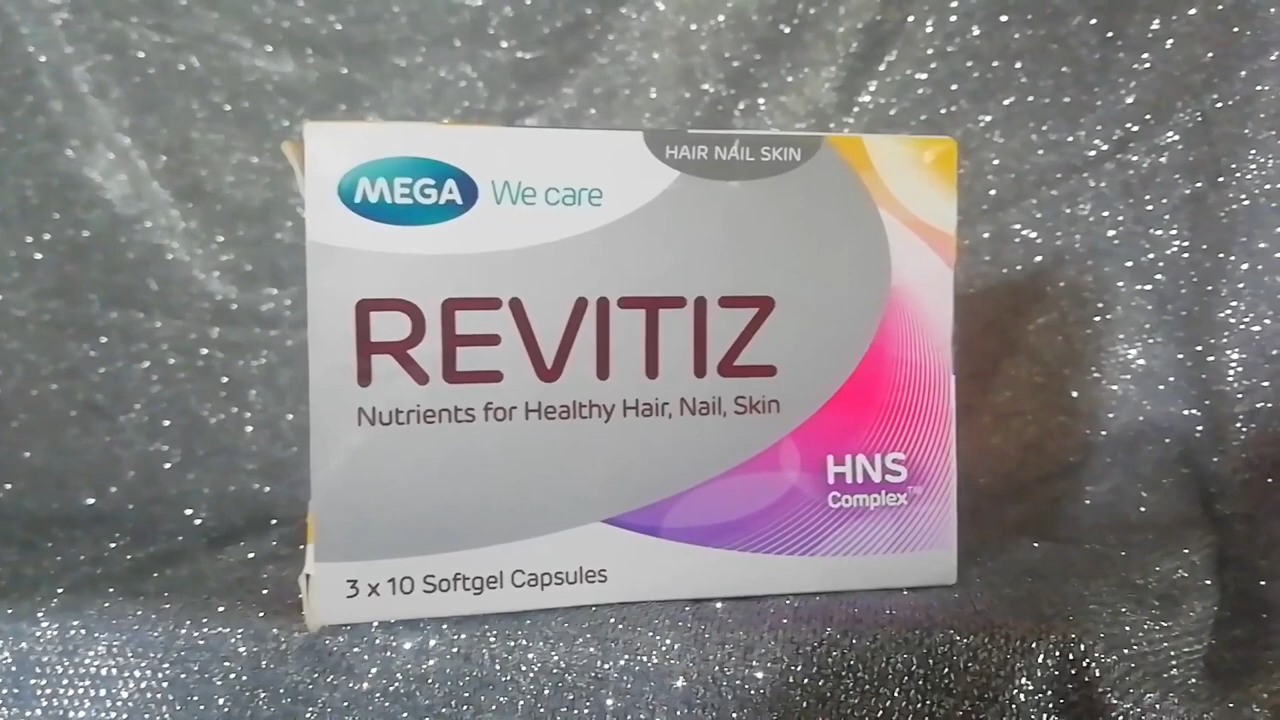 HAIR NAIL SKIN
MEGA We care
REVITIZ
Nutrients for Healthy Hair, Nail, Skin
HNS
Complex™
3 x 10 Softgel Capsules